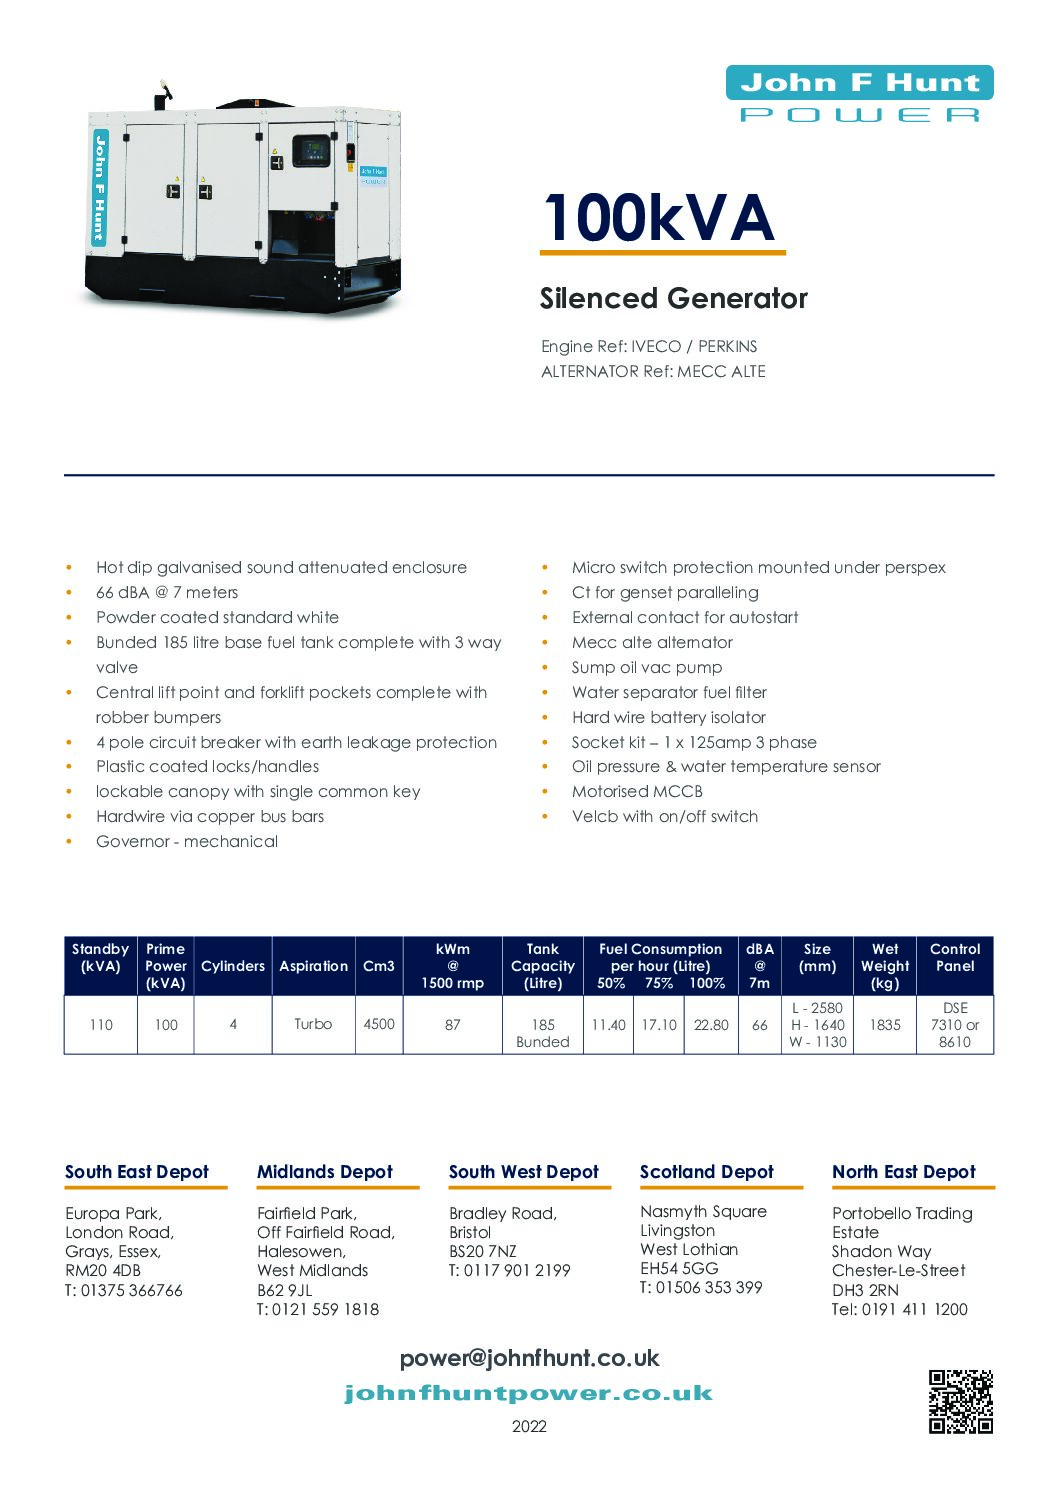 John F Hunt
POWER
John F Hunt
John F Hunt
POWER
100kVA
Silenced Generator
Engine Ref: IVECO / PERKINS
ALTERNATOR Ref: MECC ALTE
• Hot dip galvanised sound attenuated enclosure
• 66 dBA @ 7 meters
• Powder coated standard white
• Bunded 185 litre base fuel tank complete with 3 way
valve
• Central lift point and forklift pockets complete with
robber bumpers
• 4 pole circuit breaker with earth leakage protection
• Plastic coated locks/handles
• lockable canopy with single common key
• Hardwire via copper bus bars
• Governor - mechanical
• Micro switch protection mounted under perspex
• Ct for genset paralleling
• External contact for autostart
• Mecc alte alternator
• Sump oil vac pump
• Water separator fuel filter
• Hard wire battery isolator
• Socket kit – 1 x 125amp 3 phase
• Oil pressure & water temperature sensor
• Motorised MCCB
• Velcb with on/off switch
Standby (kVA) Prime Power (kVA) Cylinders Aspiration Cm3 kWm @ 1500 rmp Tank Capacity (Litre) Fuel Consumption per hour (Litre) 50% 75% 100% dBA @ 7m Size (mm) Wet Weight (kg) Control Panel
110 100 4 Turbo 4500 87 185 Bunded 11.40 17.10 22.80 66 L - 2580 H - 1640 W - 1130 1835 DSE 7310 or 8610
South East Depot
Europa Park,
London Road,
Grays, Essex,
RM20 4DB
T: 01375 366766
Midlands Depot
Fairfield Park,
Off Fairfield Road,
Halesowen,
West Midlands
B62 9JL
T: 0121 559 1818
South West Depot
Bradley Road,
Bristol
BS20 7NZ
T: 0117 901 2199
Scotland Depot
Nasmyth Square
Livingston
West Lothian
EH54 5GG
T: 01506 353 399
North East Depot
Portobello Trading
Estate
Shadon Way
Chester-Le-Street
DH3 2RN
Tel: 0191 411 1200
power@johnfhunt.co.uk
johnfhuntpower.co.uk
2022